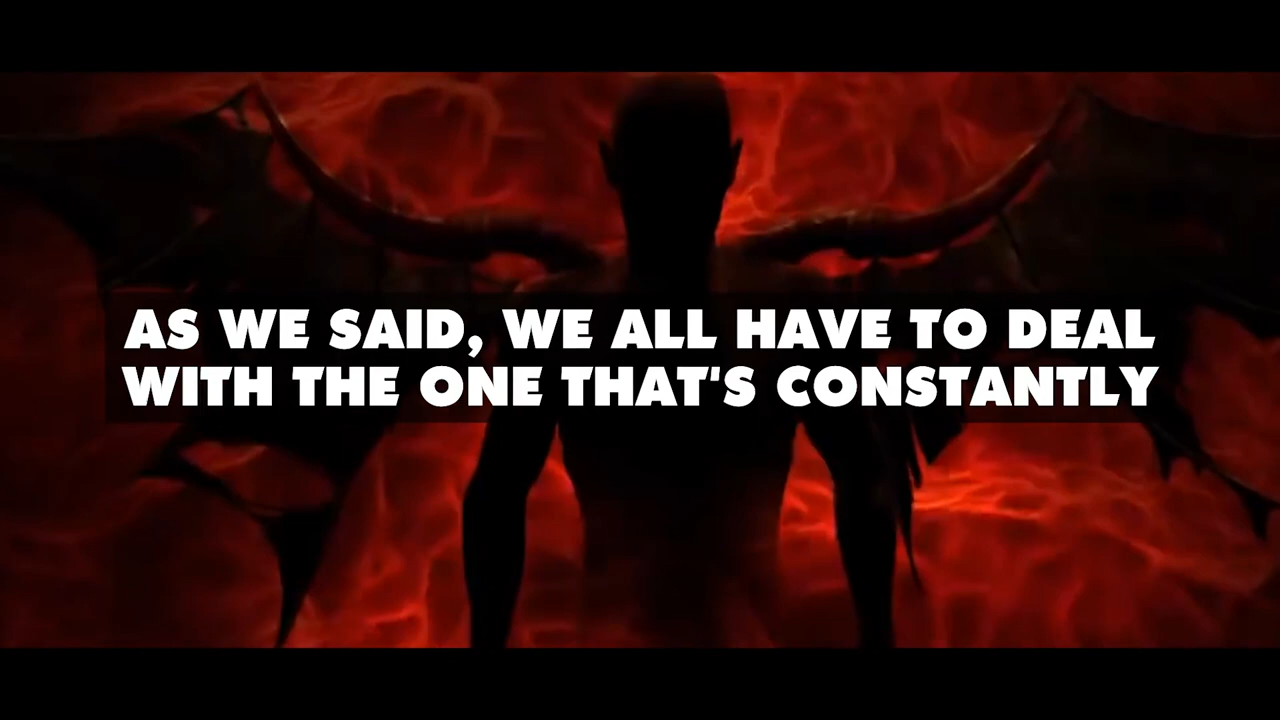 AS WE SAID, WE ALL HAVE TO DEAL
WITH THE ONE THAT'S CONSTANTLY